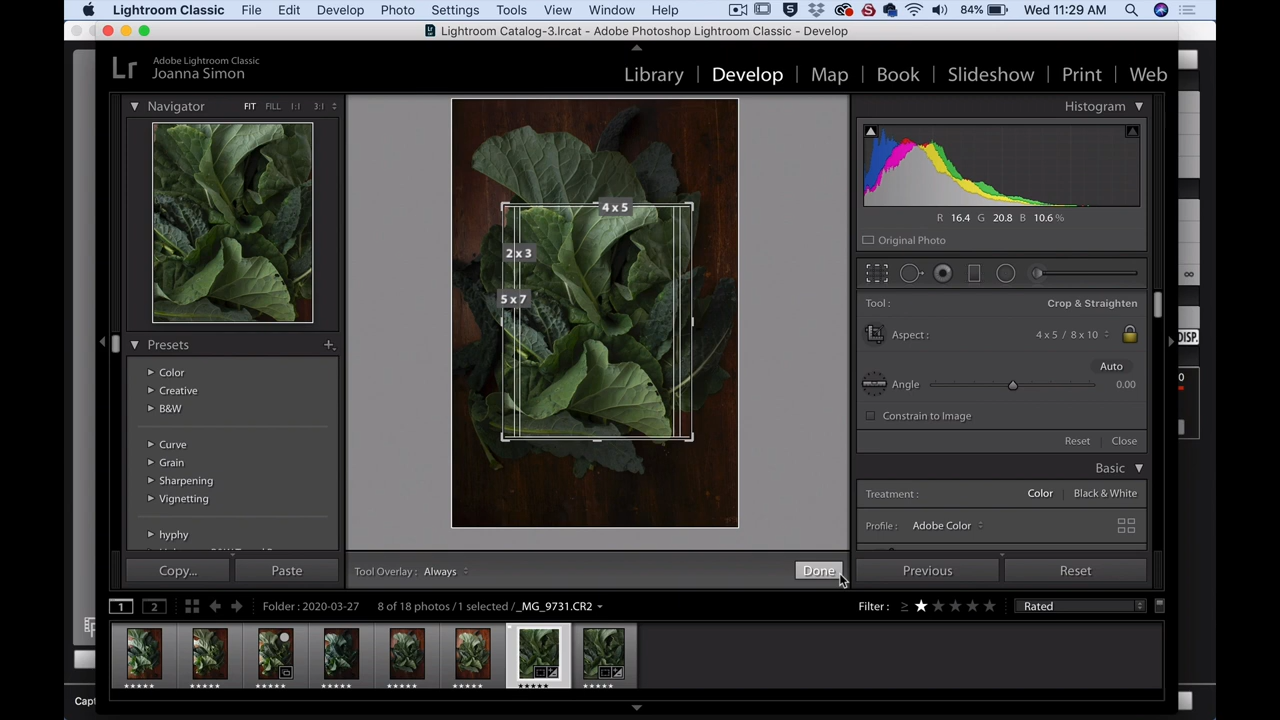 Lightroom Classic File Edit Develop Photo Settings Tools View Window Help 84% Wed 11:29 AM
Lightroom Catalog-3.lrcat - Adobe Photoshop Lightroom Classic - Develop
Lr Adobe Lightroom Classic
Joanna Simon
Library | Develop | Map | Book | Slideshow | Print | Web
Navigator FIT FILL 1:1 3:1
Histogram
4 x 5
2 x 3
5 x 7
R 16.4 G 20.8 B 10.6 %
Original Photo
Tool : Crop & Straighten
Aspect : 4 x 5 / 8 x 10
Auto
Angle 0.00
Constrain to Image
Reset Close
Basic
Treatment : Color | Black & White
Profile : Adobe Color
Presets
Color
Creative
B&W
Curve
Grain
Sharpening
Vignetting
hyphy
Copy... Paste
Tool Overlay : Always
Done
Previous Reset
1 2 Folder : 2020-03-27 8 of 18 photos / 1 selected / _MG_9731.CR2
Filter : Rated
DISP.
0
Capt